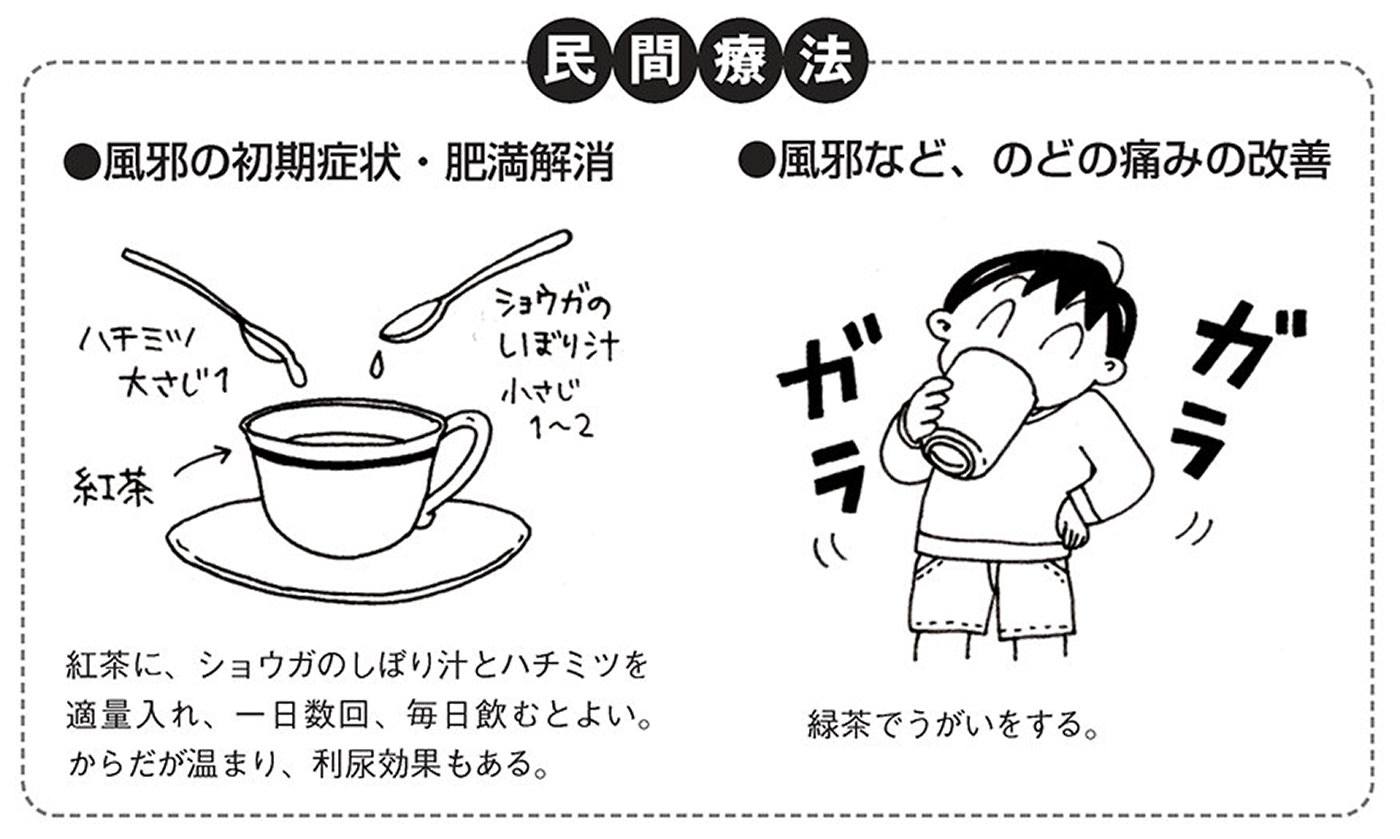 民間療法
●風邪の初期症状・肥満解消
ハチミツ
大さじ1
ショウガの
しぼり汁
小さじ
1〜2
紅茶
紅茶に、ショウガのしぼり汁とハチミツを
適量入れ、一日数回、毎日飲むとよい。
からだが温まり、利尿効果もある。
●風邪など、のどの痛みの改善
ガラ
ガラ
緑茶でうがいをする。